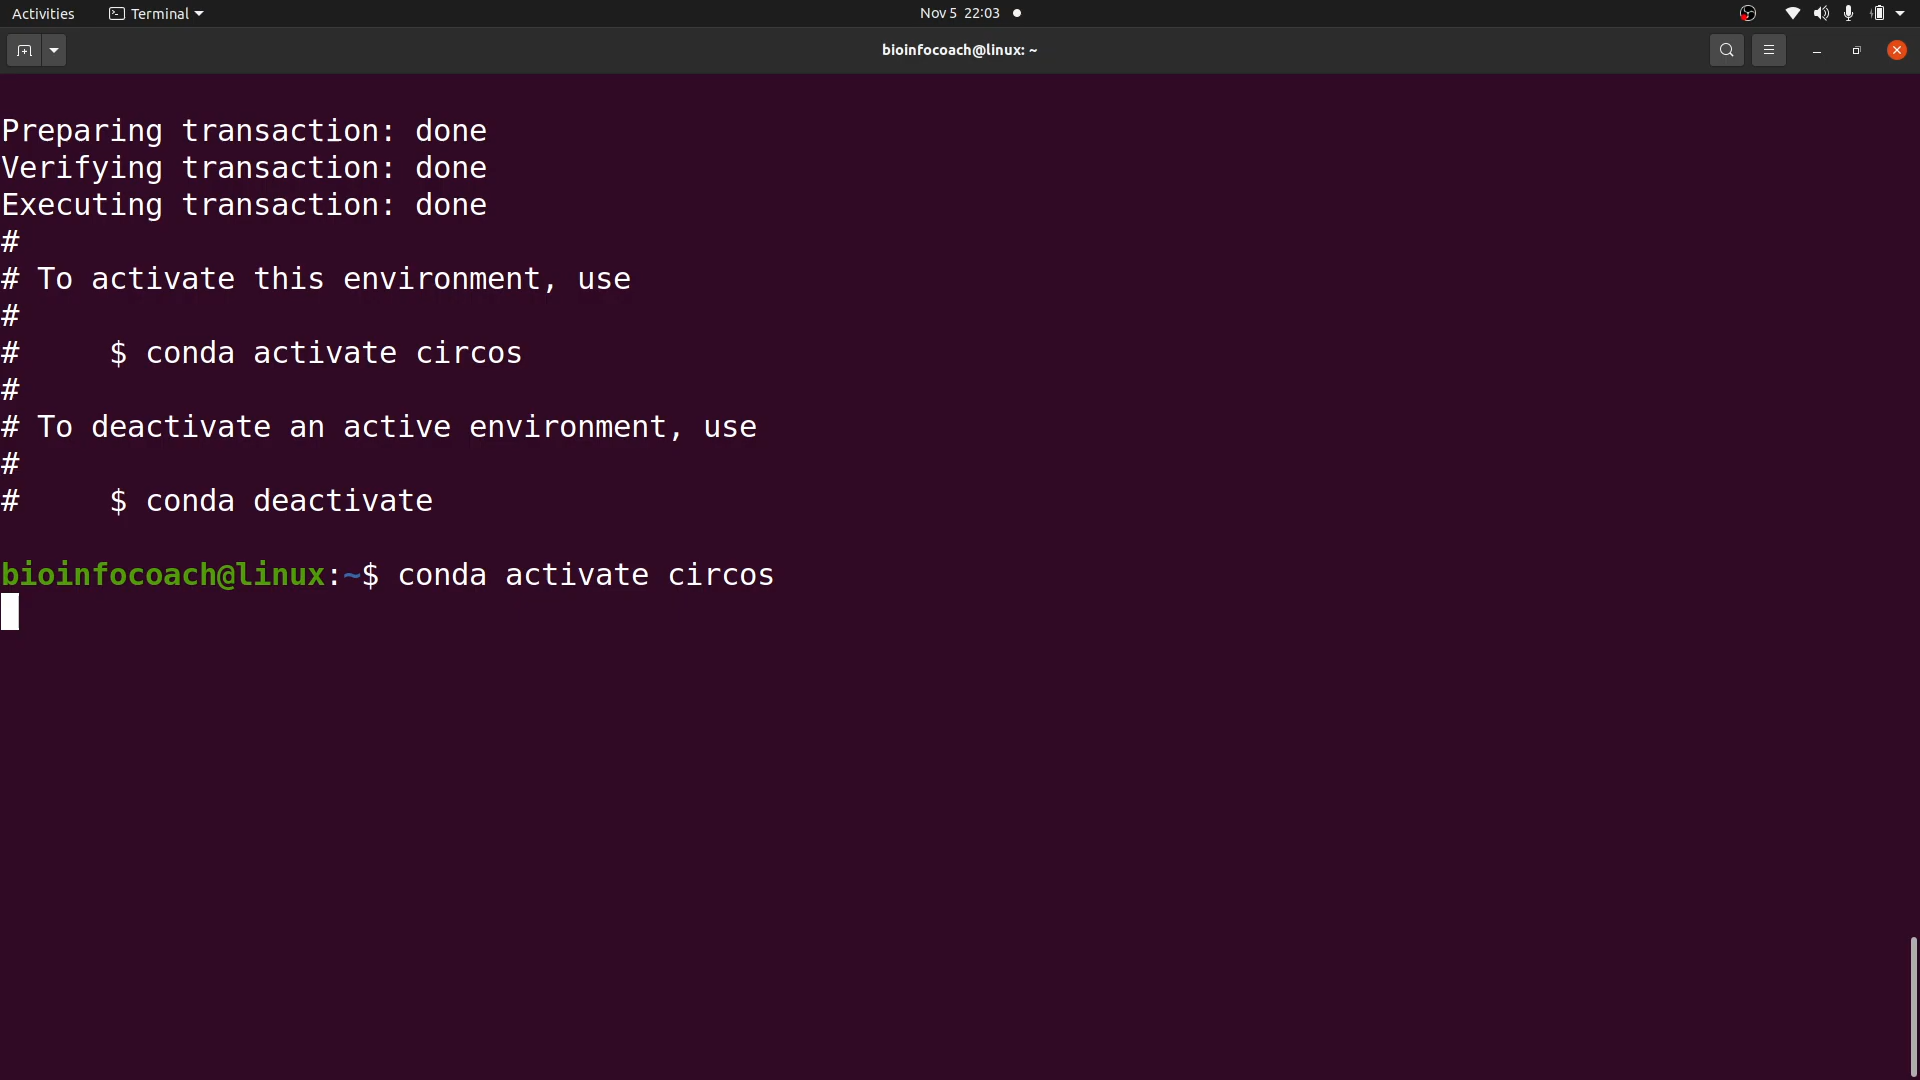 Activities Terminal Nov 5 22:03
bioinfocoach@linux: ~
Preparing transaction: done
Verifying transaction: done
Executing transaction: done
#
# To activate this environment, use
#
#     $ conda activate circos
#
# To deactivate an active environment, use
#
#     $ conda deactivate
bioinfocoach@linux:~$ conda activate circos